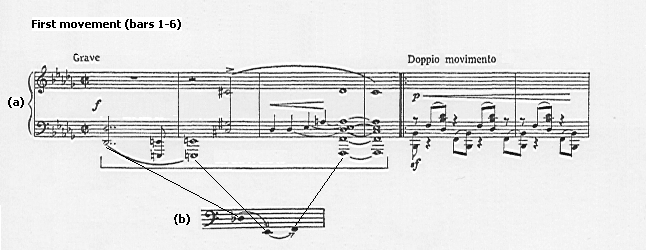 First movement (bars 1-6)
Grave
Doppio movimento
(a)
f
p
sf
(b)